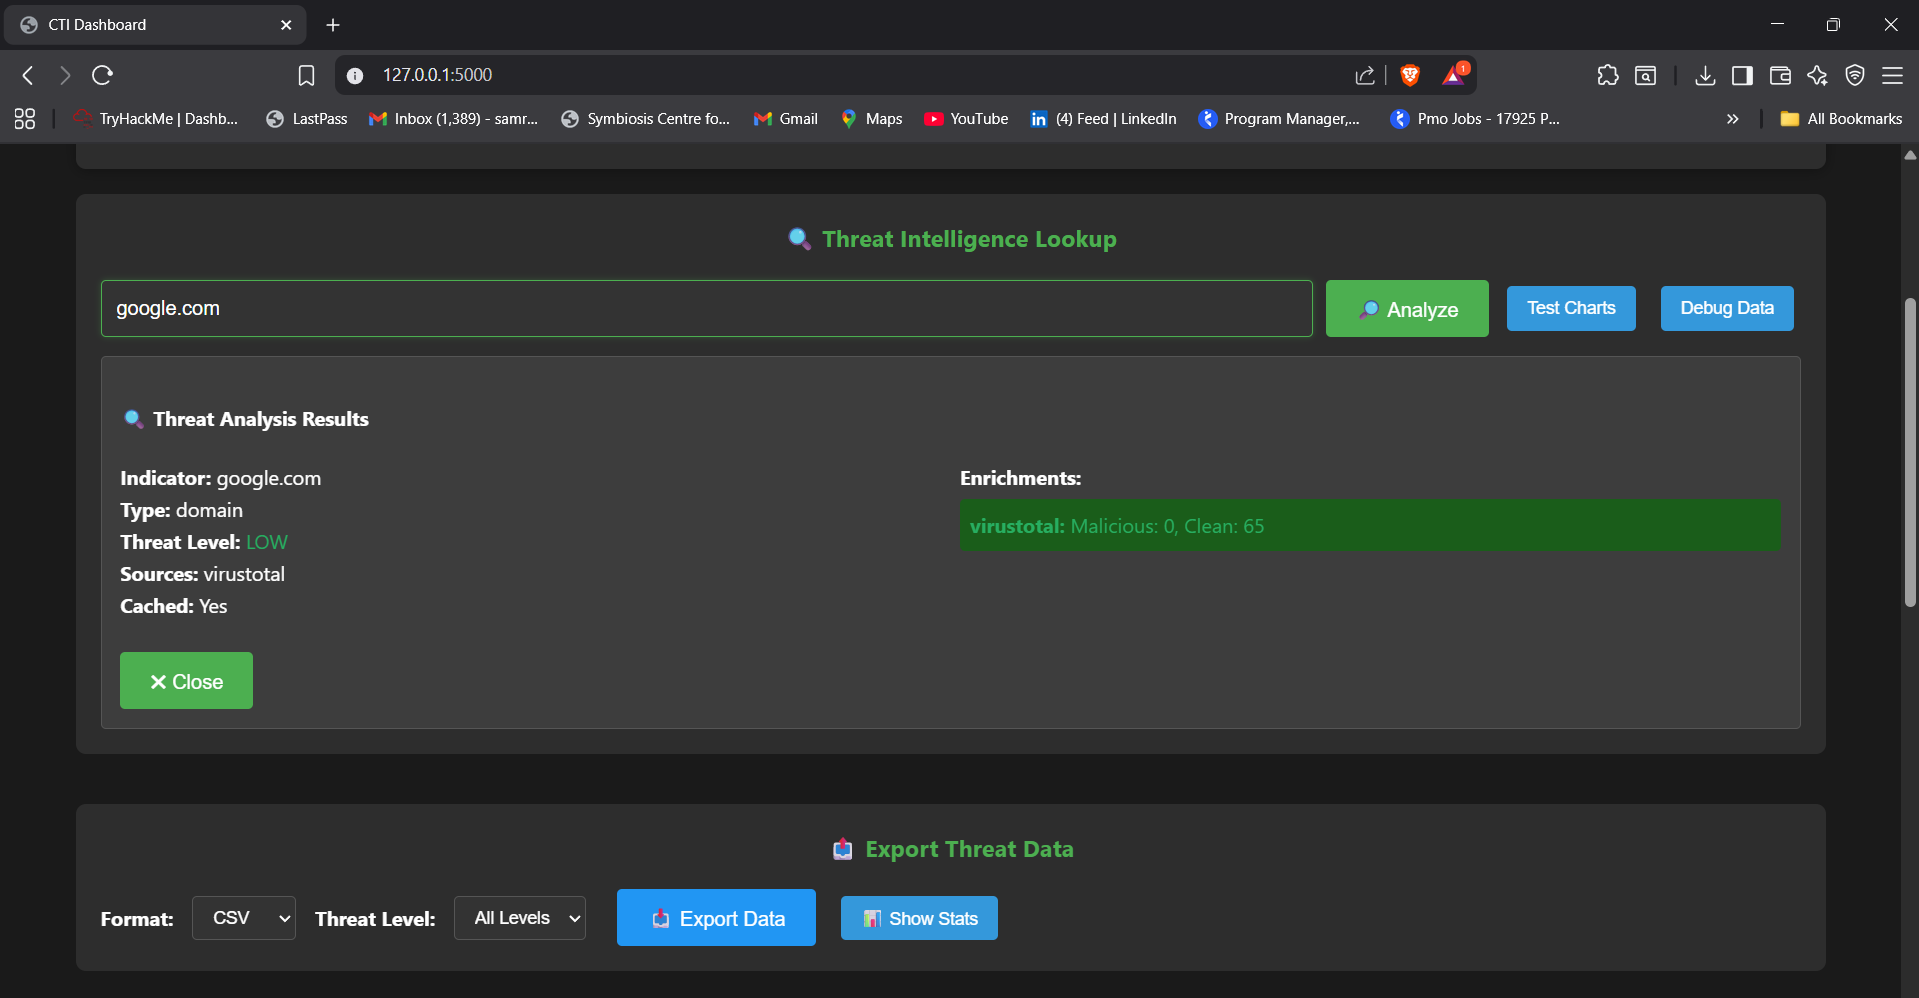 CTI Dashboard
127.0.0.1:5000
1
TryHackMe | Dashb...
LastPass
Inbox (1,389) - samr...
Symbiosis Centre fo...
Gmail
Maps
YouTube
(4) Feed | LinkedIn
Program Manager,...
Pmo Jobs - 17925 P...
All Bookmarks
Threat Intelligence Lookup
google.com
Analyze
Test Charts
Debug Data
Threat Analysis Results
Indicator: google.com
Type: domain
Threat Level: LOW
Sources: virustotal
Cached: Yes
Enrichments:
virustotal: Malicious: 0, Clean: 65
Close
Export Threat Data
Format: CSV Threat Level: All Levels Export Data Show Stats